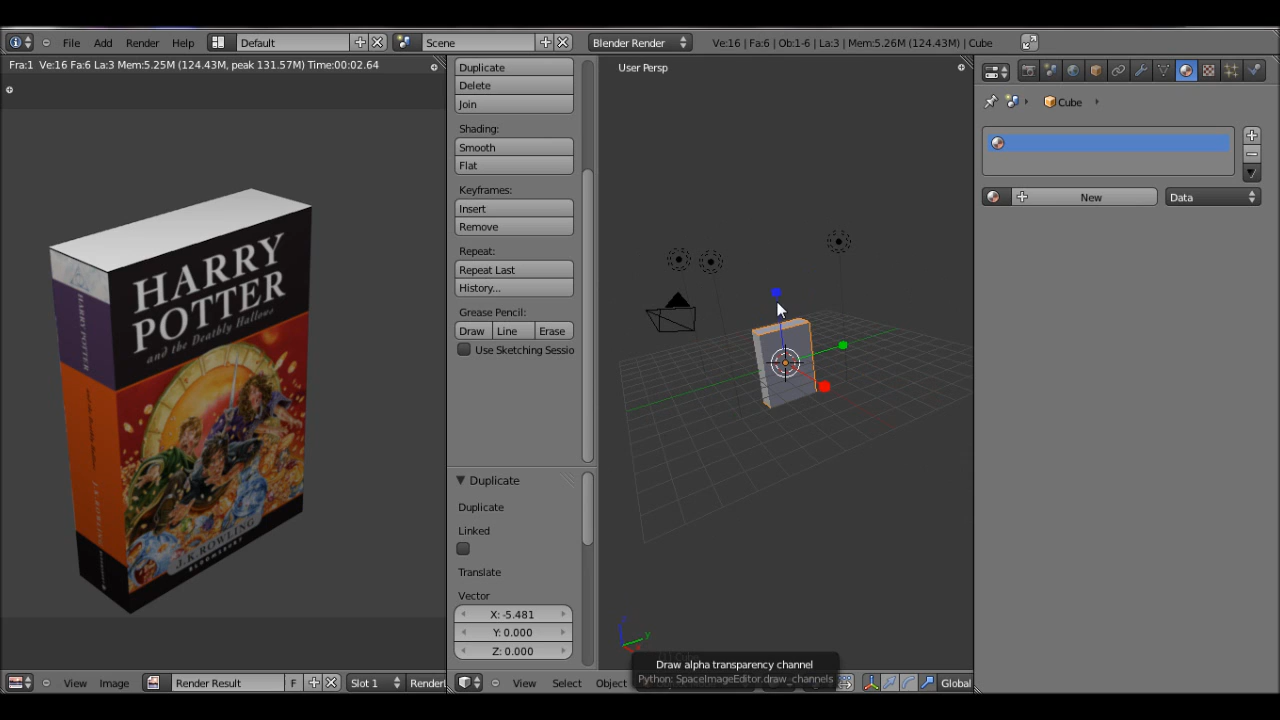 File Add Render Help Default Scene Blender Render Ve:16 | Fa:6 | Ob:1-6 | La:3 | Mem:5.26M (124.43M) | Cube
Fra:1 Ve:16 Fa:6 La:3 Mem:5.25M (124.43M, peak 131.57M) Time:00:02.64
HARRY
POTTER
and the Deathly Hallows
J.K.ROWLING
BLOOMSBURY
HARRY POTTER
View Image Render Result F Slot 1 Render
Duplicate
Delete
Join
Shading:
Smooth
Flat
Keyframes:
Insert
Remove
Repeat:
Repeat Last
History...
Grease Pencil:
Draw Line Erase
Use Sketching Sessio
Duplicate
Duplicate
Linked
Translate
Vector
X: -5.481
Y: 0.000
Z: 0.000
User Persp
z
y
View Select Object Global
Draw alpha transparency channel
Python: SpaceImageEditor.draw_channels
Cube
New Data